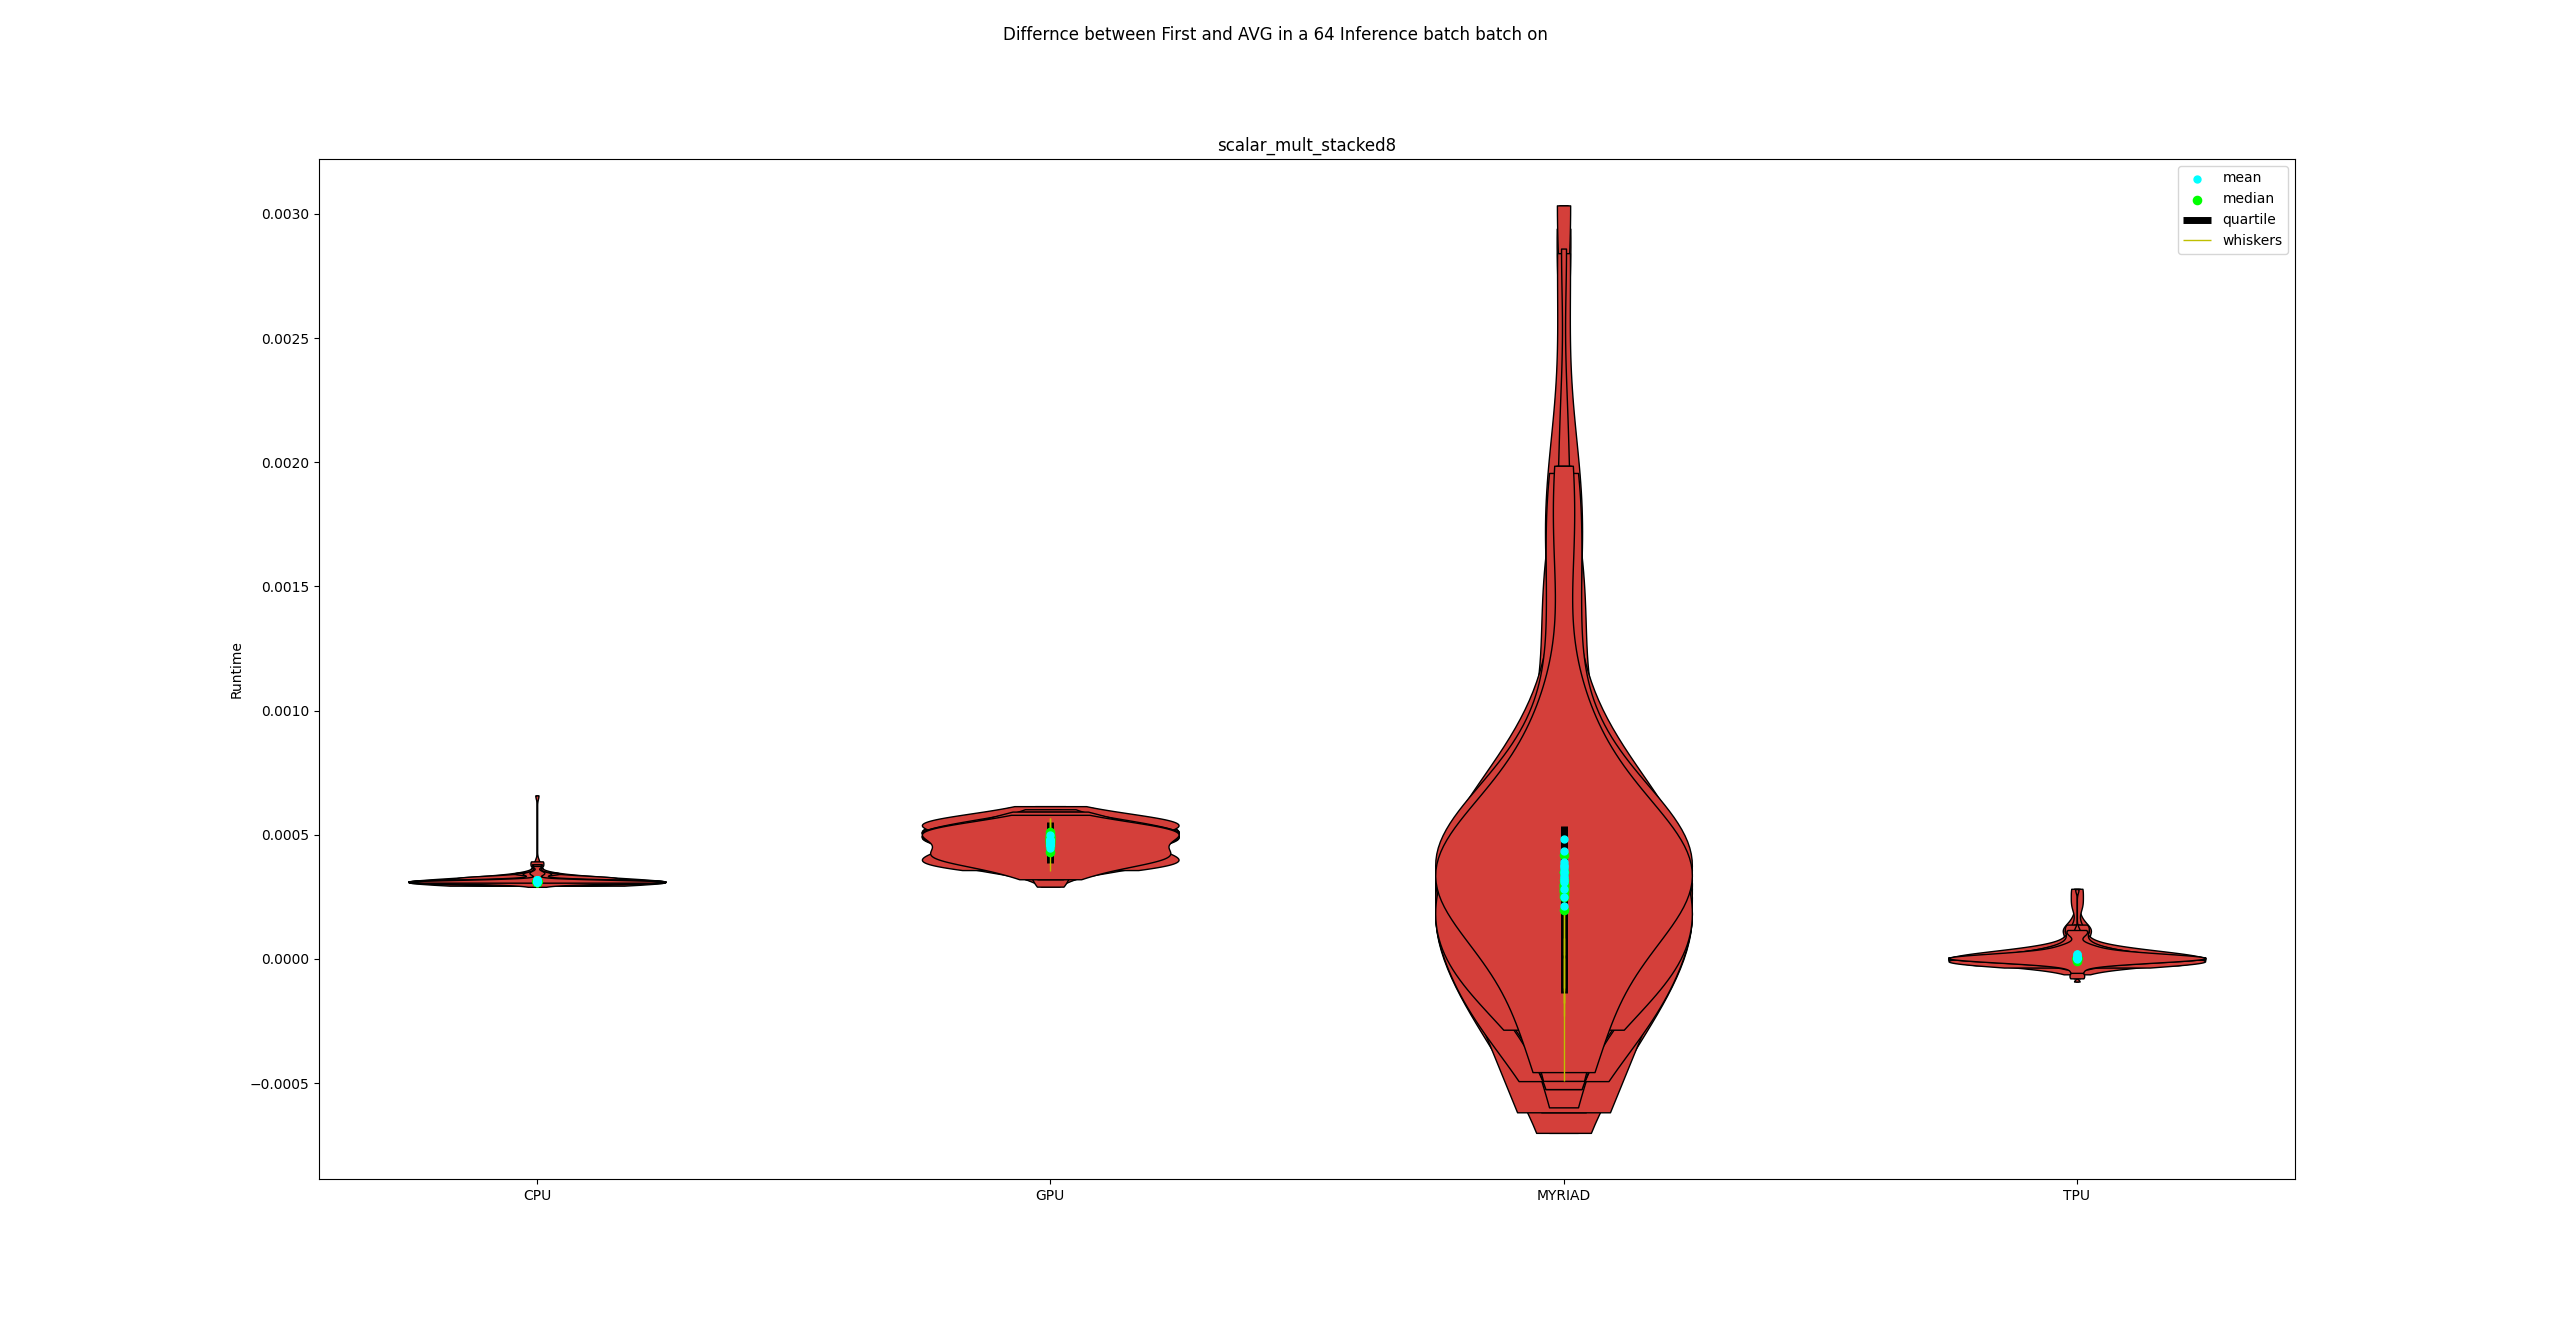 Differnce between First and AVG in a 64 Inference batch batch on
scalar_mult_stacked8
mean
median
quartile
whiskers
0.0030
0.0025
0.0020
0.0015
0.0010
0.0005
0.0000
−0.0005
Runtime
CPU
GPU
MYRIAD
TPU